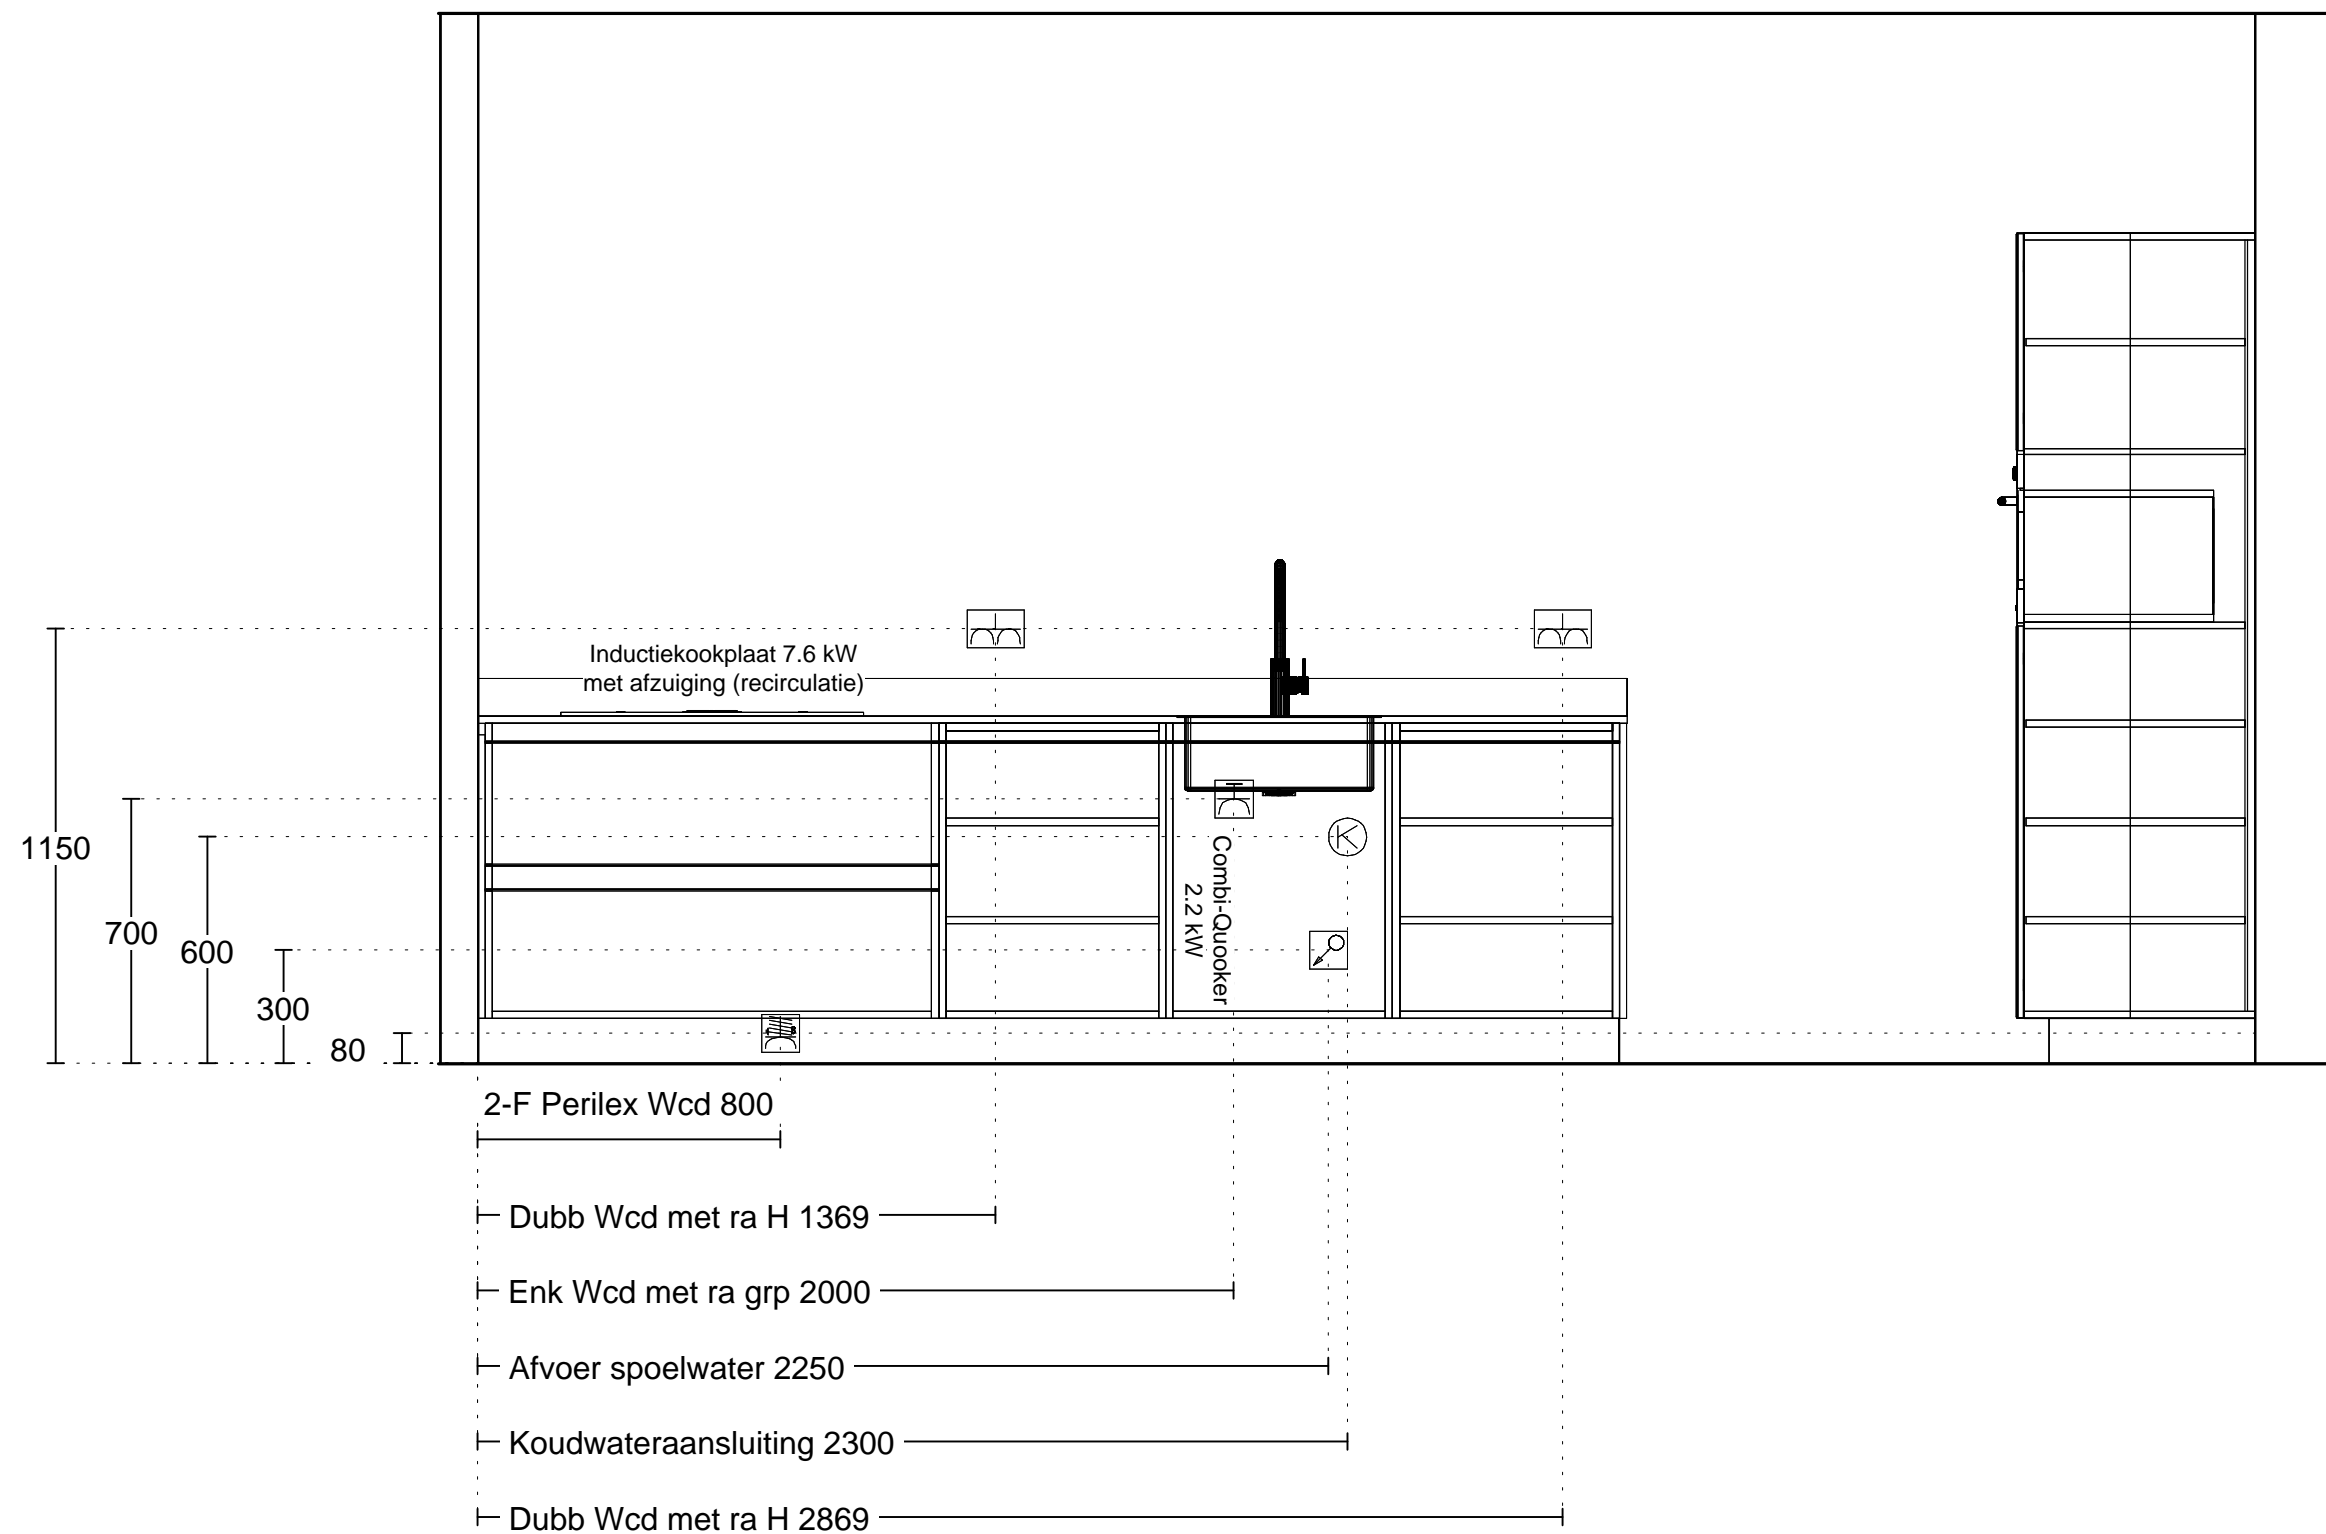 Inductiekookplaat 7.6 kW
met afzuiging (recirculatie)
1150
700
600
300
80
K
Combi-Quooker
2.2 kW
2-F Perilex Wcd 800
Dubb Wcd met ra H 1369
Enk Wcd met ra grp 2000
Afvoer spoelwater 2250
Koudwateraansluiting 2300
Dubb Wcd met ra H 2869